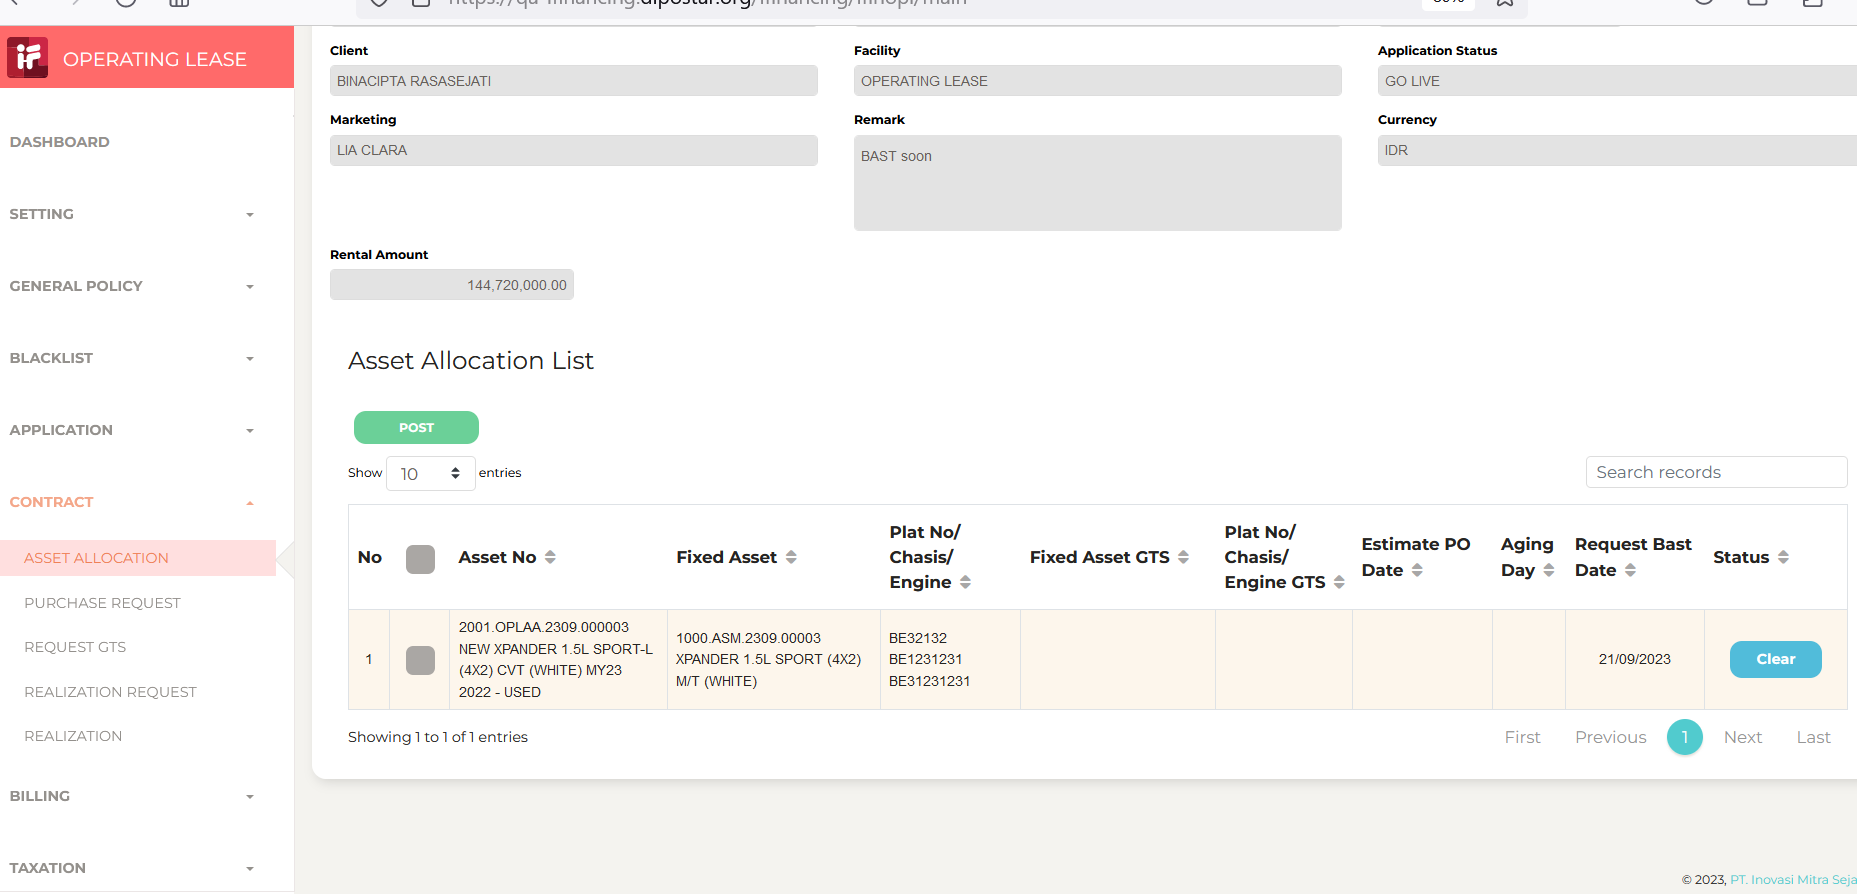 OPERATING LEASE
DASHBOARD
SETTING
GENERAL POLICY
BLACKLIST
APPLICATION
CONTRACT
ASSET ALLOCATION
PURCHASE REQUEST
REQUEST GTS
REALIZATION REQUEST
REALIZATION
BILLING
TAXATION
Client
BINACIPTA RASASEJATI
Facility
OPERATING LEASE
Application Status
GO LIVE
Marketing
LIA CLARA
Remark
BAST soon
Currency
IDR
Rental Amount
144,720,000.00
Asset Allocation List
POST
Show 10 entries
Search records
No
Asset No
Fixed Asset
Plat No/
Chasis/
Engine
Fixed Asset GTS
Plat No/
Chasis/
Engine GTS
Estimate PO
Date
Aging
Day
Request Bast
Date
Status
1
2001.OPLAA.2309.000003
NEW XPANDER 1.5L SPORT-L
(4X2) CVT (WHITE) MY23
2022 - USED
1000.ASM.2309.00003
XPANDER 1.5L SPORT (4X2)
M/T (WHITE)
BE32132
BE1231231
BE31231231
21/09/2023
Clear
Showing 1 to 1 of 1 entries
First Previous 1 Next Last
© 2023, PT. Inovasi Mitra Seja